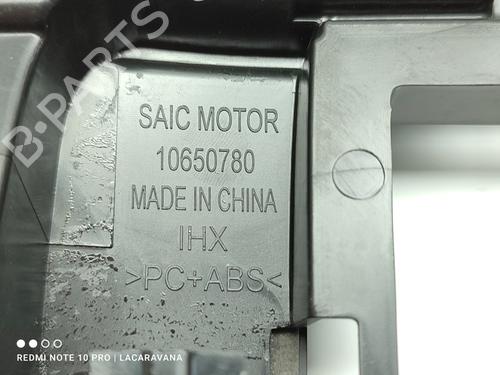 B-PARTS
SAIC MOTOR
10650780
MADE IN CHINA
IHX
>PC+ABS<
REDMI NOTE 10 PRO | LACARAVANA